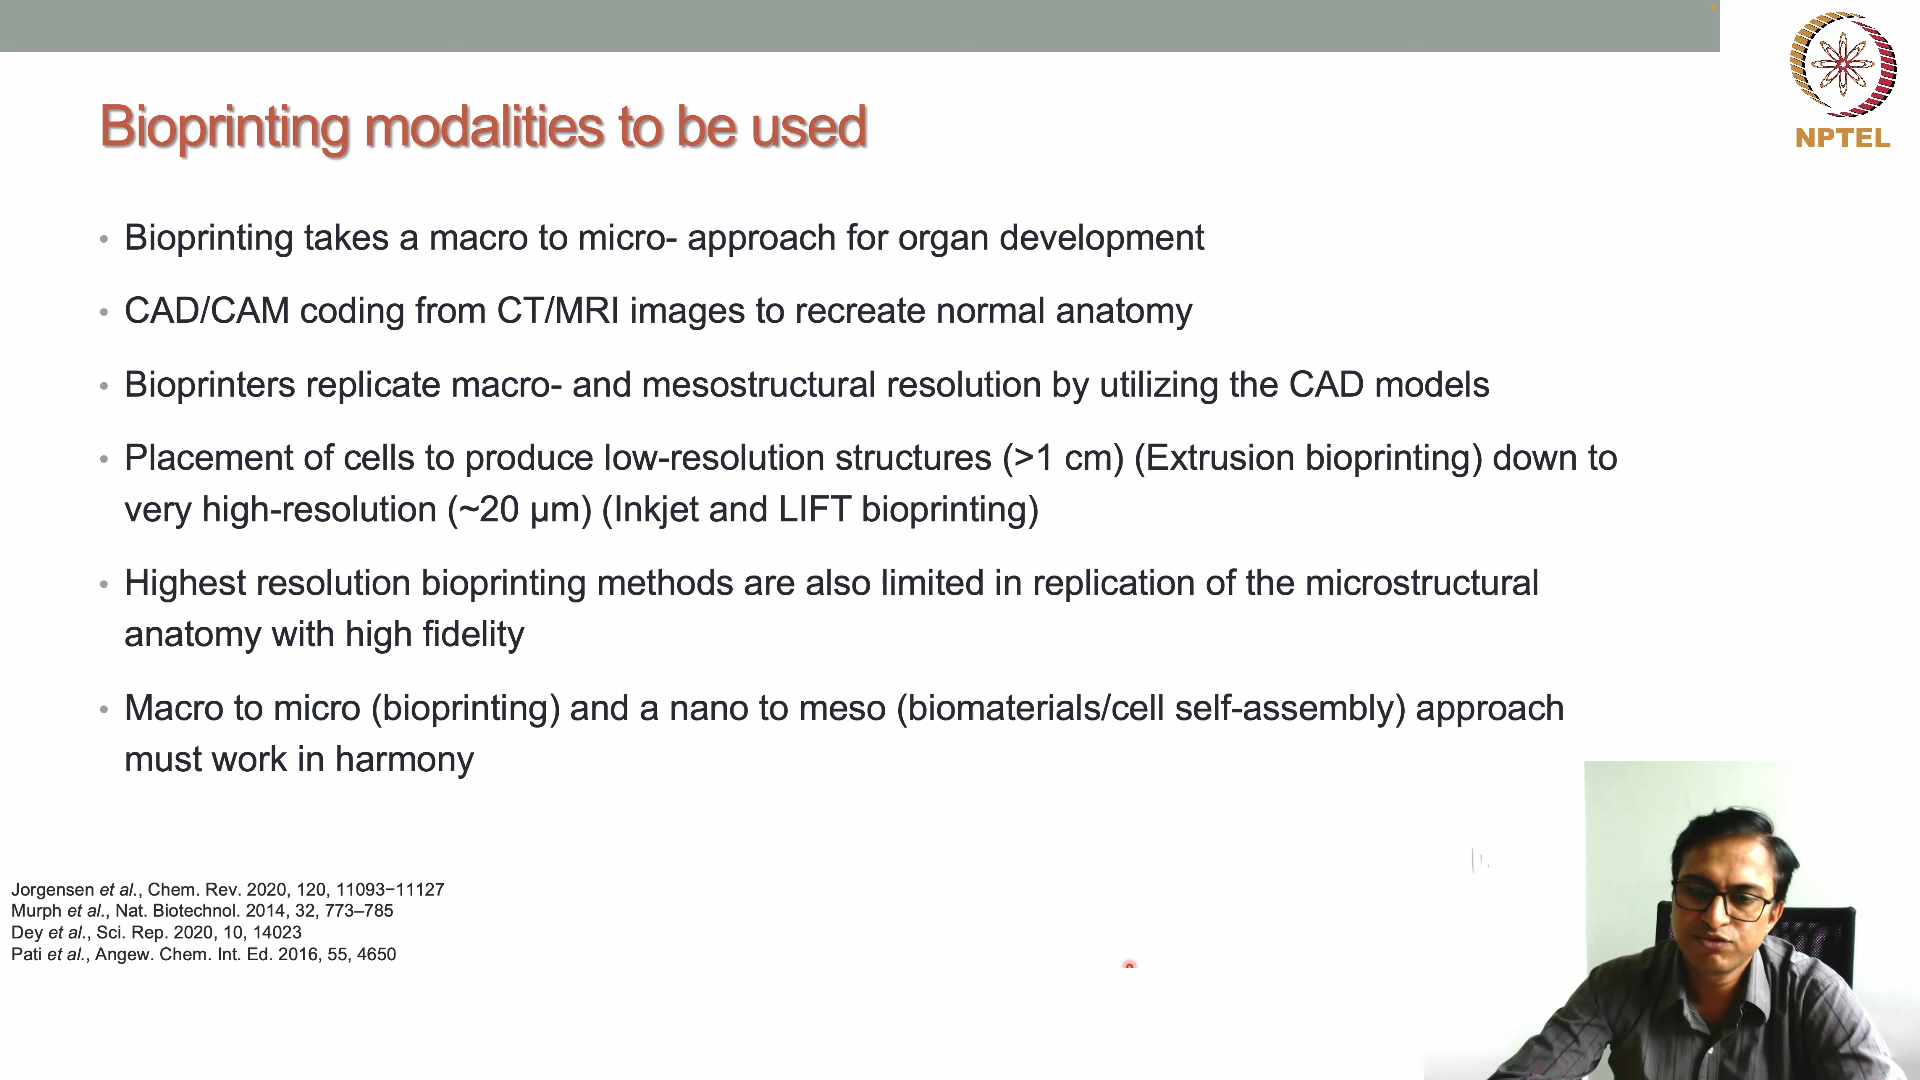 NPTEL
Bioprinting modalities to be used
• Bioprinting takes a macro to micro- approach for organ development
• CAD/CAM coding from CT/MRI images to recreate normal anatomy
• Bioprinters replicate macro- and mesostructural resolution by utilizing the CAD models
• Placement of cells to produce low-resolution structures (>1 cm) (Extrusion bioprinting) down to
very high-resolution (~20 µm) (Inkjet and LIFT bioprinting)
• Highest resolution bioprinting methods are also limited in replication of the microstructural
anatomy with high fidelity
• Macro to micro (bioprinting) and a nano to meso (biomaterials/cell self-assembly) approach
must work in harmony
Jorgensen et al., Chem. Rev. 2020, 120, 11093−11127
Murph et al., Nat. Biotechnol. 2014, 32, 773–785
Dey et al., Sci. Rep. 2020, 10, 14023
Pati et al., Angew. Chem. Int. Ed. 2016, 55, 4650